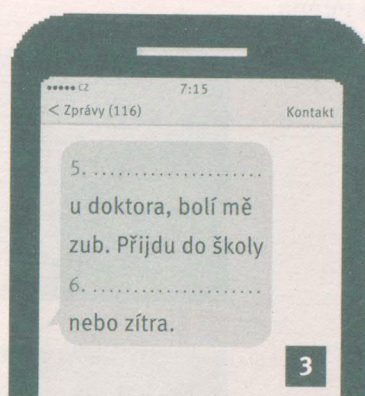 ●●●●● CZ 7:15
< Zprávy (116) Kontakt
5. ......................
u doktora, bolí mě
zub. Přijdu do školy
6. ......................
nebo zítra.
3